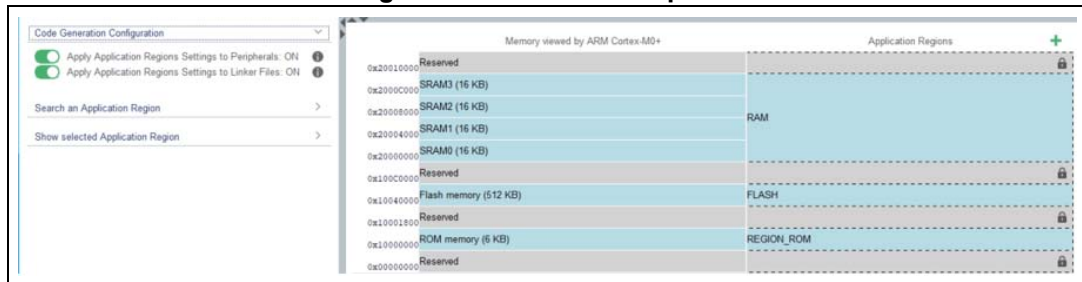 Code Generation Configuration
Apply Application Regions Settings to Peripherals: ON
Apply Application Regions Settings to Linker Files: ON
Search an Application Region
Show selected Application Region
Memory viewed by ARM Cortex-M0+ Application Regions
0x20010000 Reserved
0x2000C000 SRAM3 (16 KB)
0x20008000 SRAM2 (16 KB)
RAM
0x20004000 SRAM1 (16 KB)
0x20000000 SRAM0 (16 KB)
0x100C0000 Reserved
0x10040000 Flash memory (512 KB) FLASH
0x10001800 Reserved
0x10000000 ROM memory (6 KB) REGION_ROM
0x00000000 Reserved